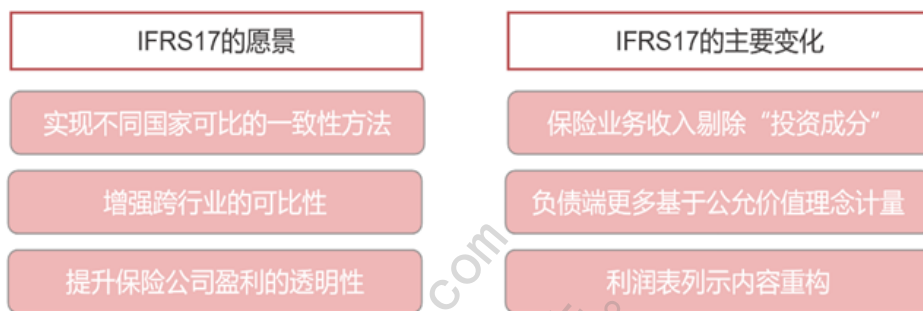 IFRS17的愿景
实现不同国家可比的一致性方法
增强跨行业的可比性
提升保险公司盈利的透明性
IFRS17的主要变化
保险业务收入剔除“投资成分”
负债端更多基于公允价值理念计量
利润表列示内容重构
com